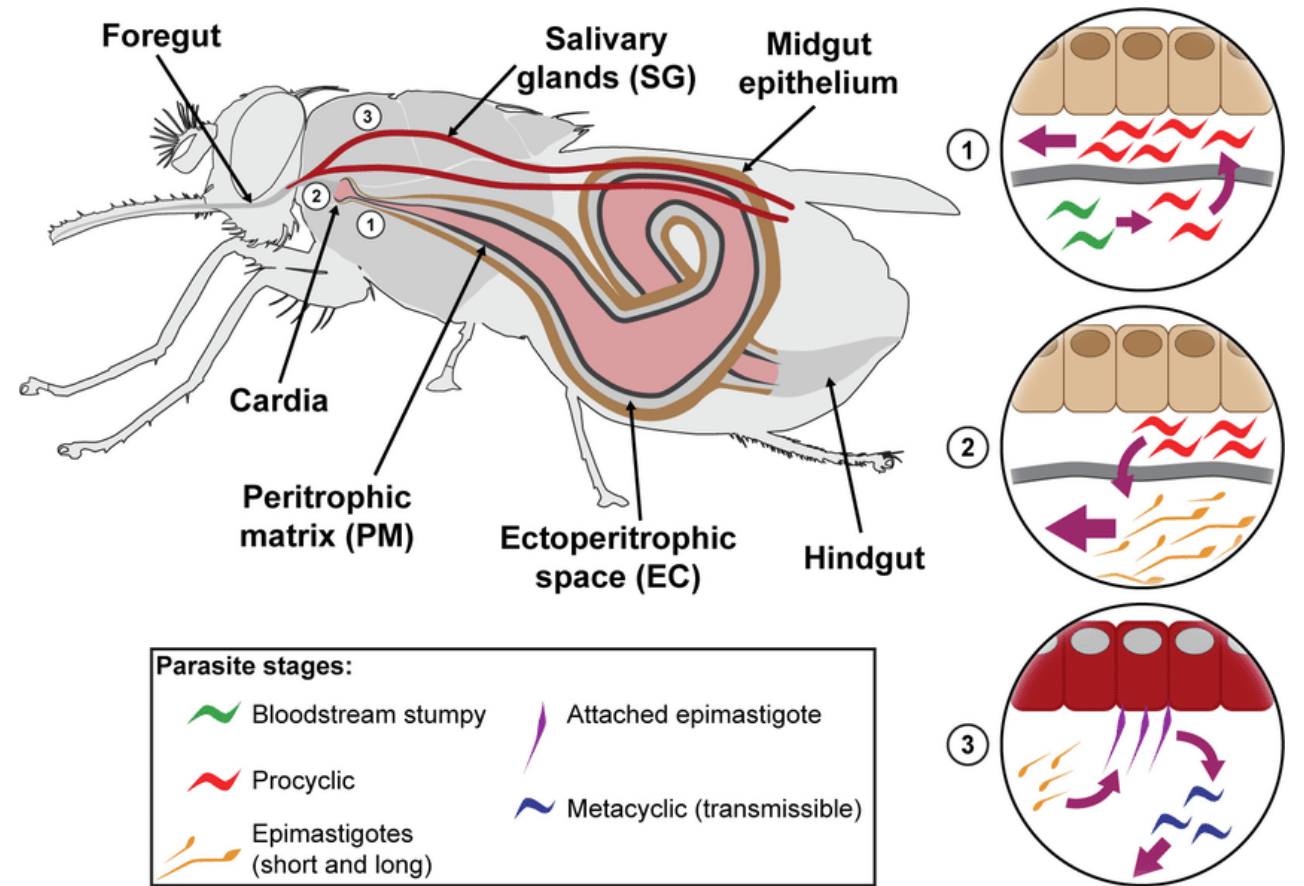 Foregut
Salivary
glands (SG)
Midgut
epithelium
3
2
1
Cardia
Peritrophic
matrix (PM)
Ectoperitrophic
space (EC)
Hindgut
1
2
3
Parasite stages:
Bloodstream stumpy
Procyclic
Epimastigotes
(short and long)
Attached epimastigote
Metacyclic (transmissible)